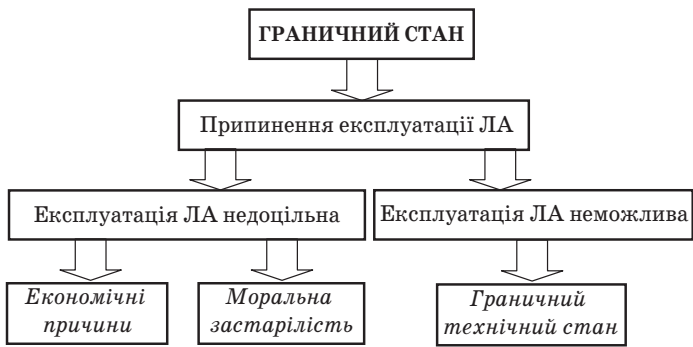 ГРАНИЧНИЙ СТАН
Припинення експлуатації ЛА
Експлуатація ЛА недоцільна
Експлуатація ЛА неможлива
Економічні
причини
Моральна
застарілість
Граничний
технічний стан